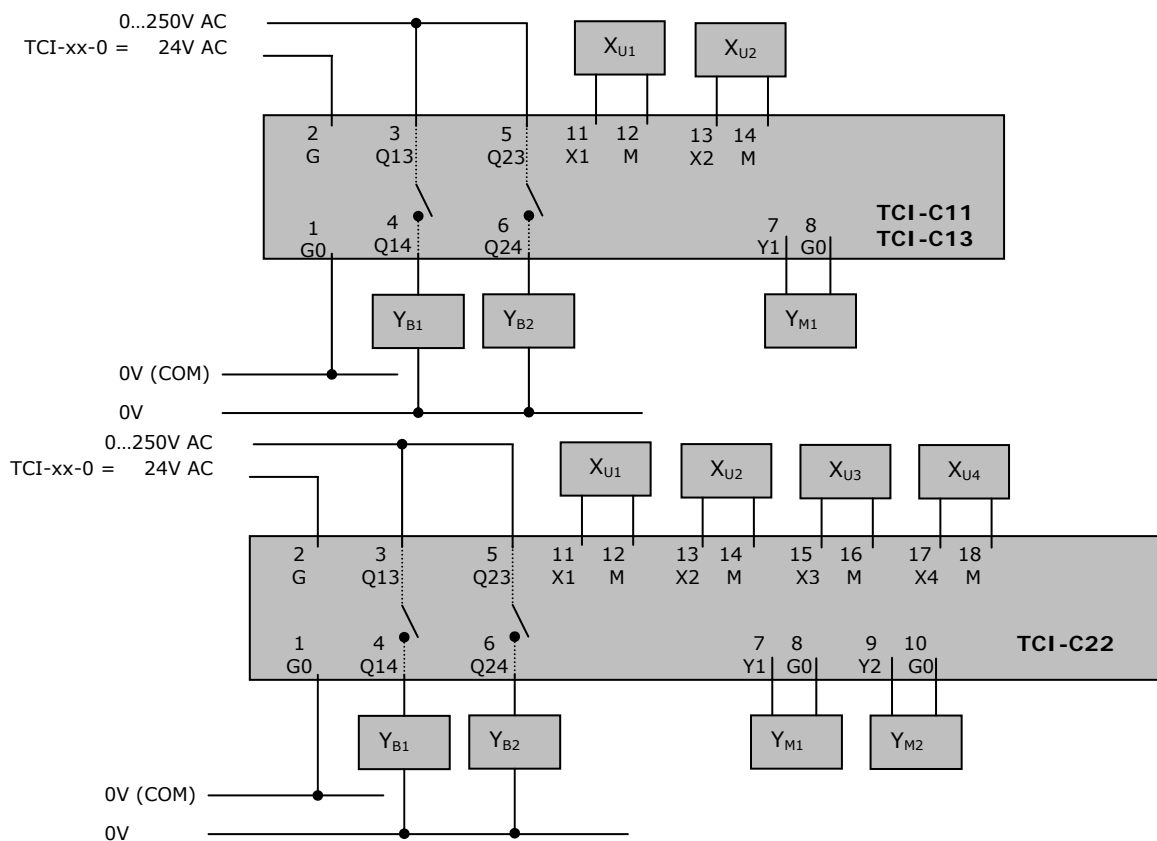 0...250V AC
TCI-xx-0 = 24V AC
XU1 XU2
2 3 5 11 12 13 14
G Q13 Q23 X1 M X2 M
TCI-C11
1 4 6 7 8
TCI-C13
G0 Q14 Q24 Y1 G0
YB1 YB2 YM1
0V (COM)
0V
0...250V AC
TCI-xx-0 = 24V AC
XU1 XU2 XU3 XU4
2 3 5 11 12 13 14 15 16 17 18
G Q13 Q23 X1 M X2 M X3 M X4 M
1 4 6 7 8 9 10 TCI-C22
G0 Q14 Q24 Y1 G0 Y2 G0
YB1 YB2 YM1 YM2
0V (COM)
0V